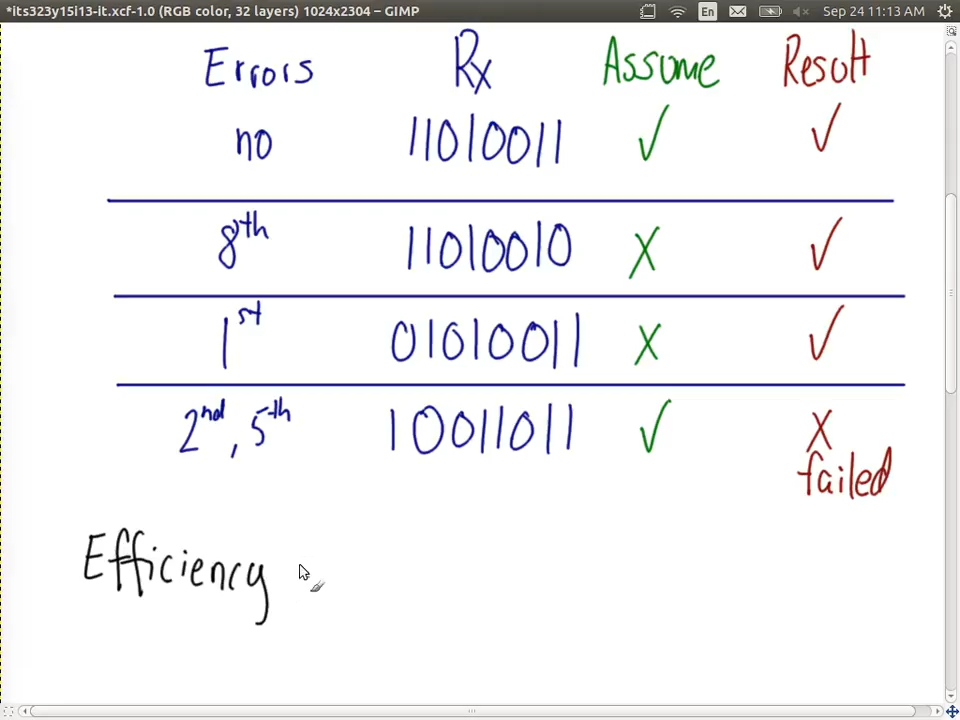 *its323y15i13-it.xcf-1.0 (RGB color, 32 layers) 1024x2304 – GIMP En Sep 24 11:13 AM
Errors Rx Assume Result
no 11010011 ✓ ✓
8th 11010010 X ✓
1st 01010011 X ✓
2nd, 5th 10011011 ✓ X
failed
Efficiency